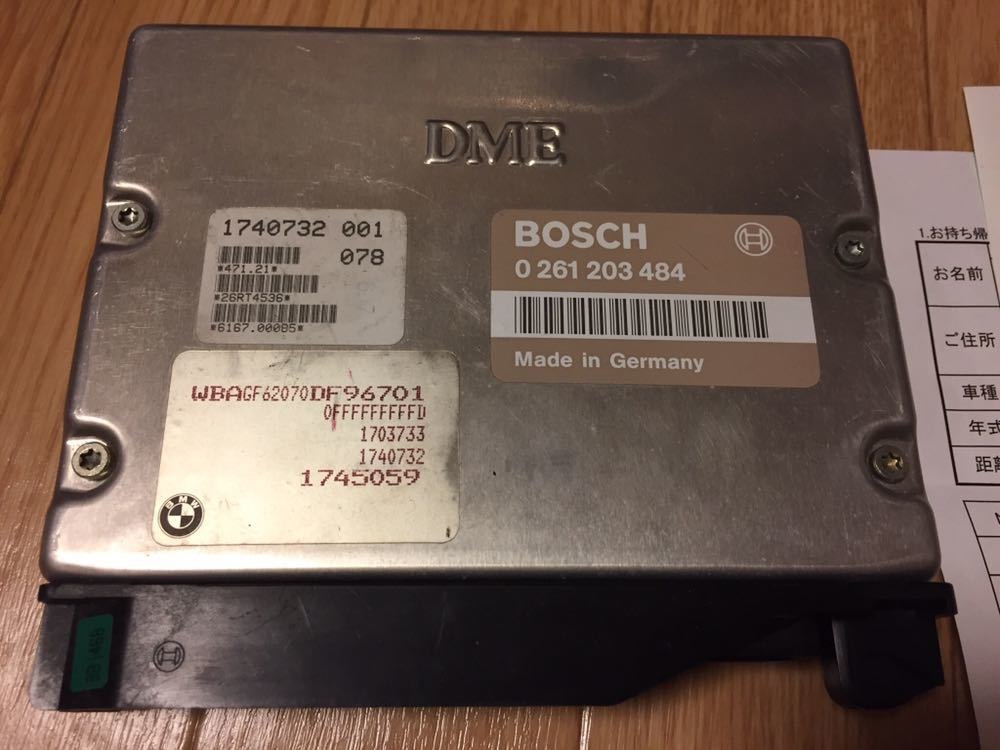 DME
1740732 001
078
*471.21*
*26RT4536*
*6167.00085*
BOSCH
0 261 203 484
Made in Germany
WBAGF62070DF96701
0FFFFFFFFFD
1703733
1740732
1745059
BMW
1.お持ち帰
お名前
ご住所
車種
年式
距離